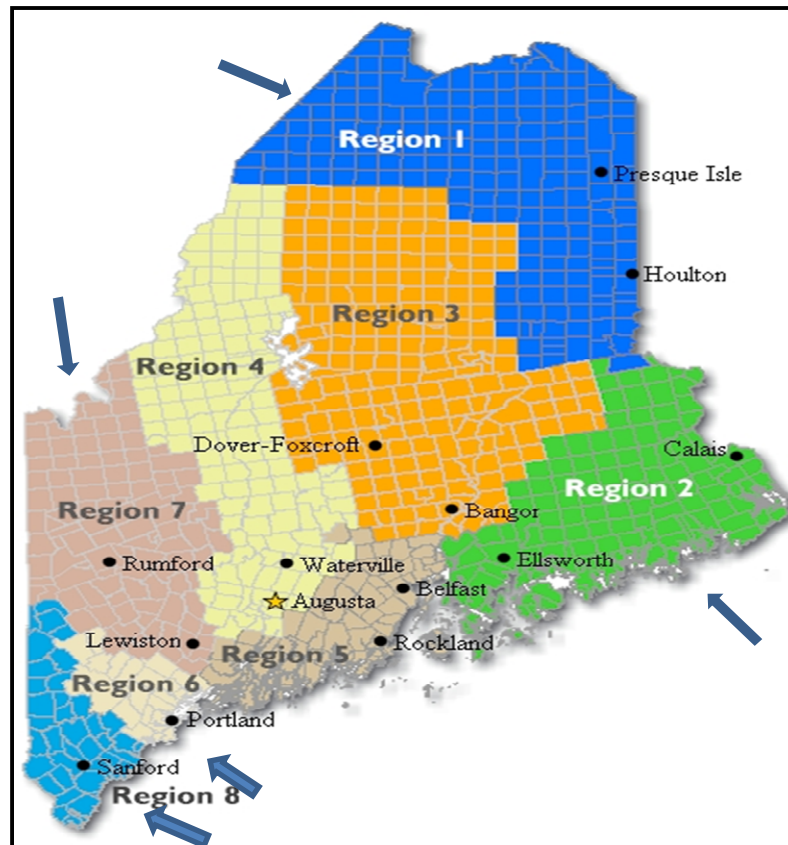 Region 1
Presque Isle
Houlton
Region 3
Region 4
Dover-Foxcroft
Calais
Region 2
Region 7
Bangor
Rumford
Waterville
Ellsworth
Belfast
Augusta
Lewiston
Region 5
Rockland
Region 6
Portland
Sanford
Region 8